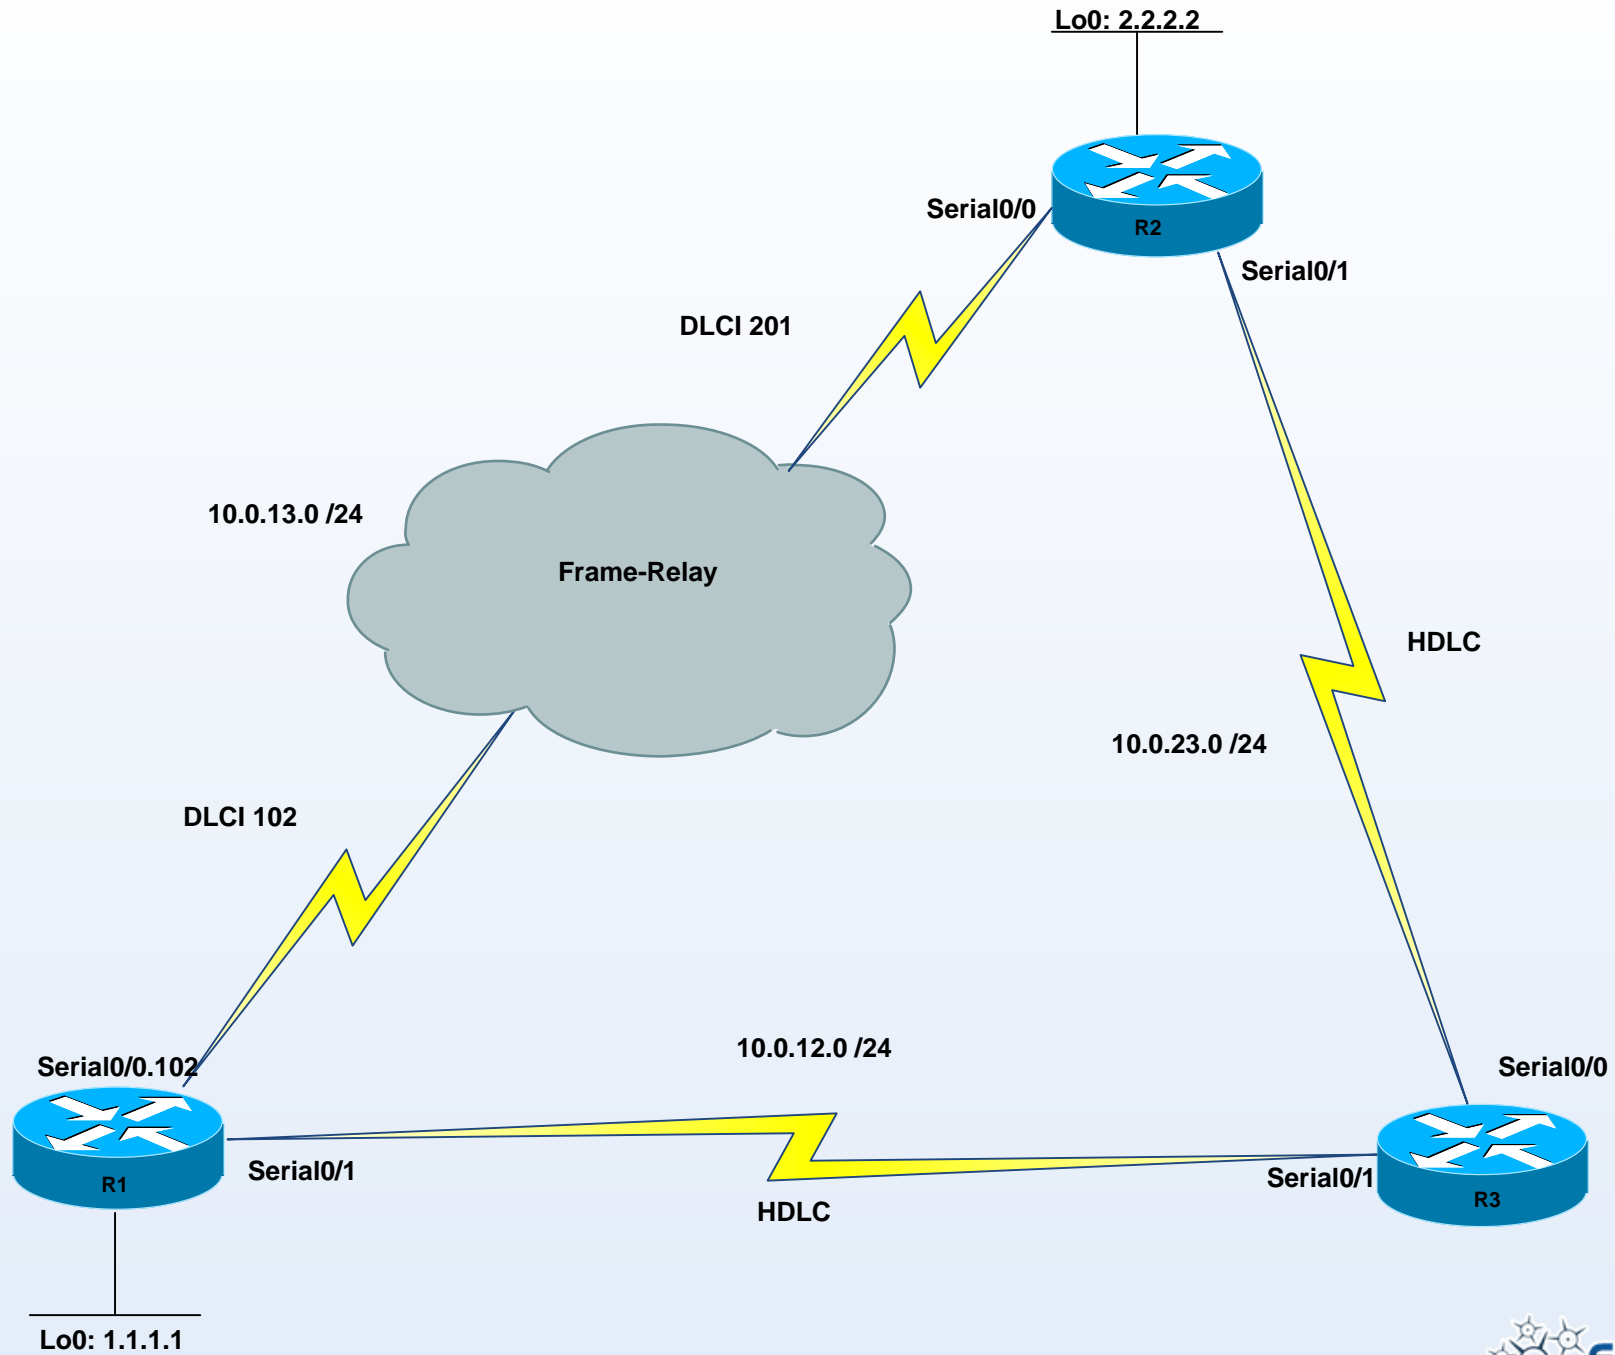 Lo0: 2.2.2.2
Serial0/0
R2
Serial0/1
DLCI 201
10.0.13.0 /24
Frame-Relay
HDLC
10.0.23.0 /24
DLCI 102
10.0.12.0 /24
Serial0/0.102
Serial0/0
Serial0/1
Serial0/1
R1
R3
HDLC
Lo0: 1.1.1.1